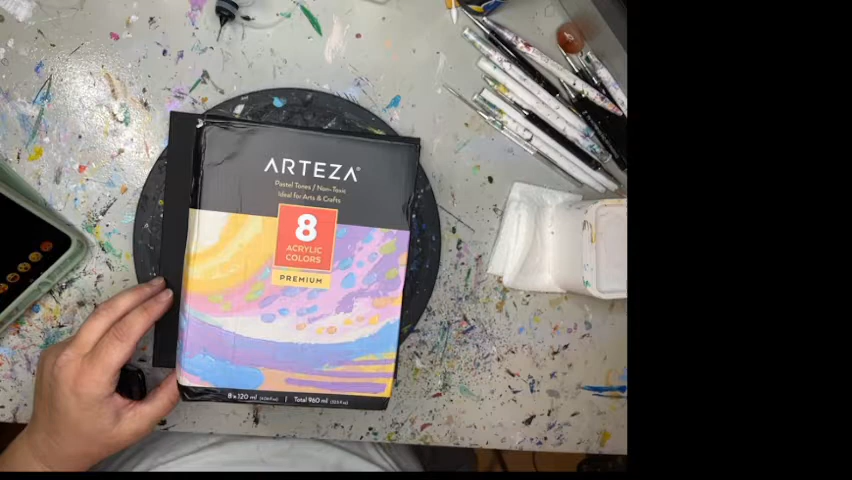 ARTEZA®
Pastel Tones / Non-Toxic
Ideal for Arts & Crafts
8
ACRYLIC
COLORS
PREMIUM
8 x 120 ml | Total 960 ml